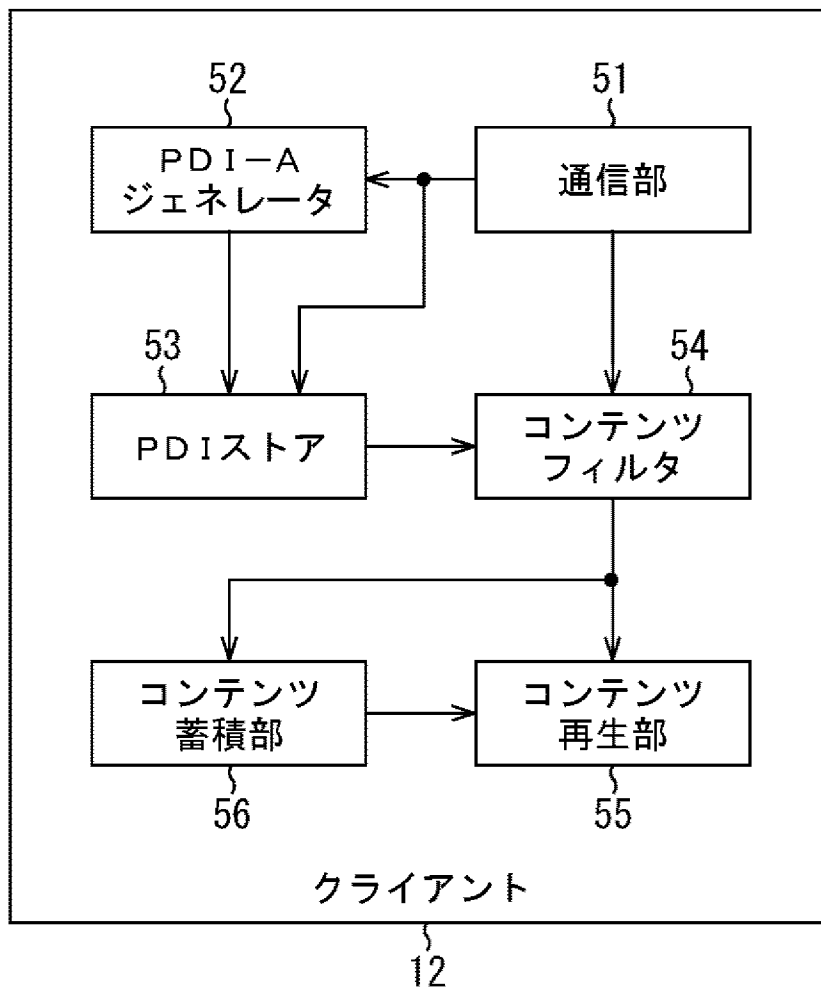 52
51
PDI-A
ジェネレータ
通信部
53
54
PDIストア
コンテンツ
フィルタ
コンテンツ
蓄積部
コンテンツ
再生部
56
55
クライアント
12